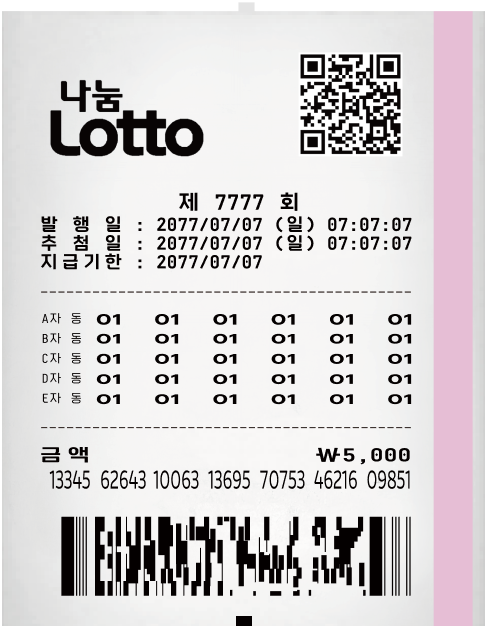 나눔
Lotto
제 7777 회
발 행 일 : 2077/07/07 (일) 07:07:07
추 첨 일 : 2077/07/07 (일) 07:07:07
지급기한 : 2077/07/07
A자 동 01 01 01 01 01 01
B자 동 01 01 01 01 01 01
C자 동 01 01 01 01 01 01
D자 동 01 01 01 01 01 01
E자 동 01 01 01 01 01 01
금 액 ₩5,000
13345 62643 10063 13695 70753 46216 09851